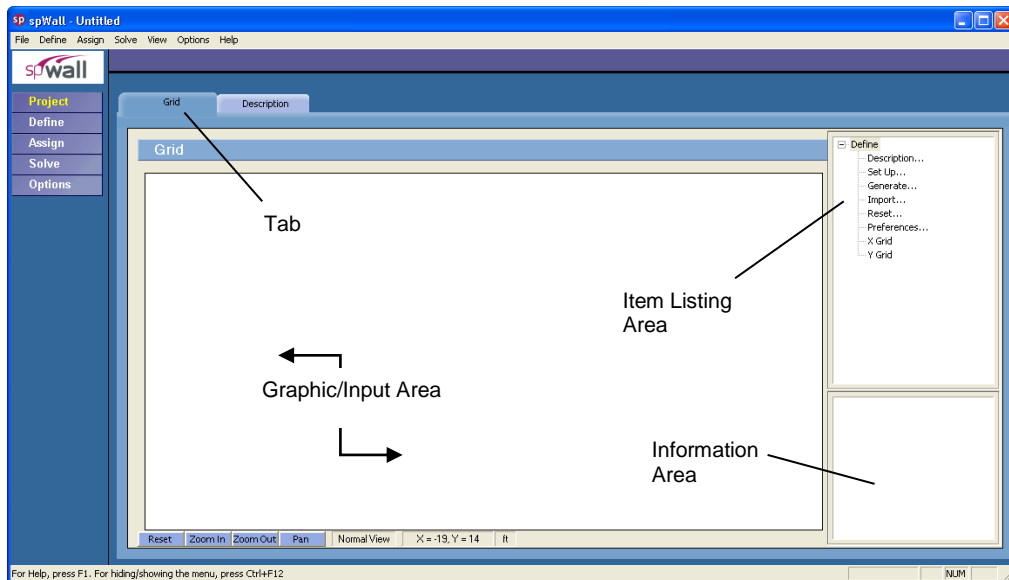 spWall - Untitled
File Define Assign Solve View Options Help
spwall
Project
Define
Assign
Solve
Options
Grid Description
Grid
Tab
Graphic/Input Area
Item Listing
Area
Information
Area
Define
Description...
Set Up...
Generate...
Import...
Reset...
Preferences...
X Grid
Y Grid
Reset Zoom In Zoom Out Pan Normal View X = -19, Y = 14 ft
For Help, press F1. For hiding/showing the menu, press Ctrl+F12 NUM